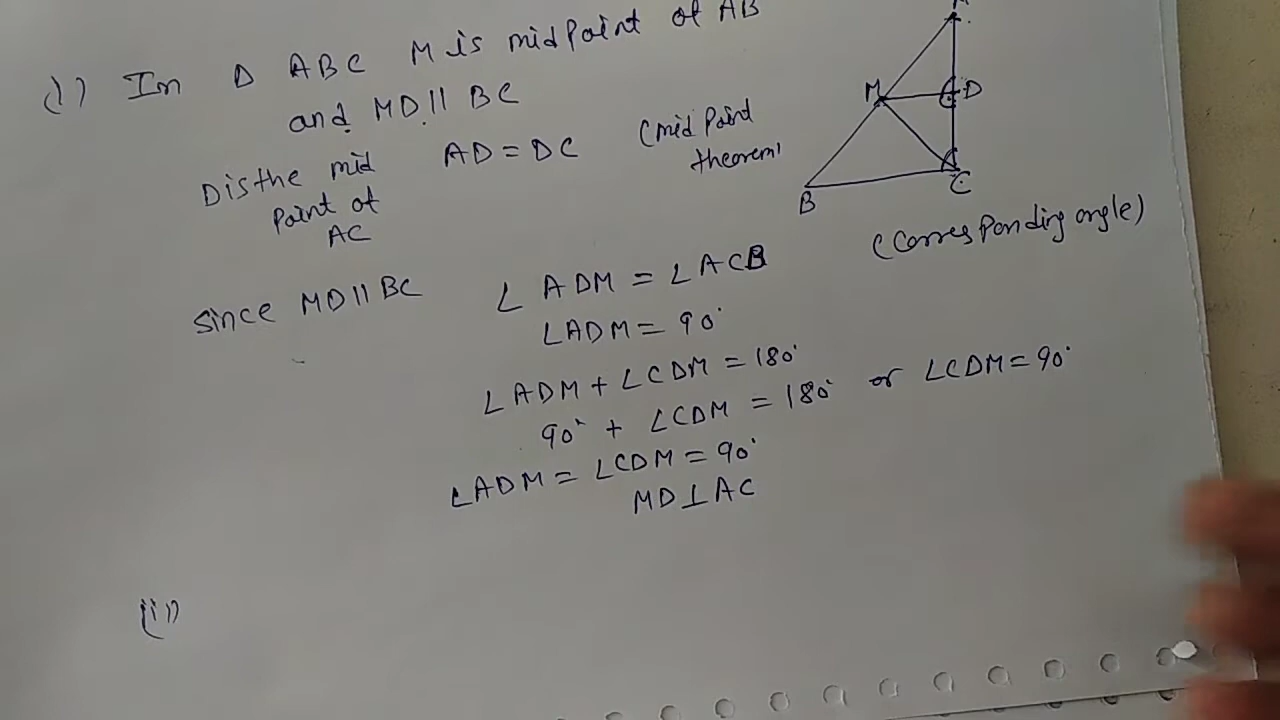 (1) In Δ ABC M is midpoint of AB
and MD || BC
D is the mid point of AC AD = DC (mid point theorem)
since MD || BC ∠ADM = ∠ACB (corresponding angle)
∠ADM = 90°
∠ADM + ∠CDM = 180°
90° + ∠CDM = 180° or ∠CDM = 90°
∠ADM = ∠CDM = 90°
MD ⊥ AC
(ii)
M
D
B
C